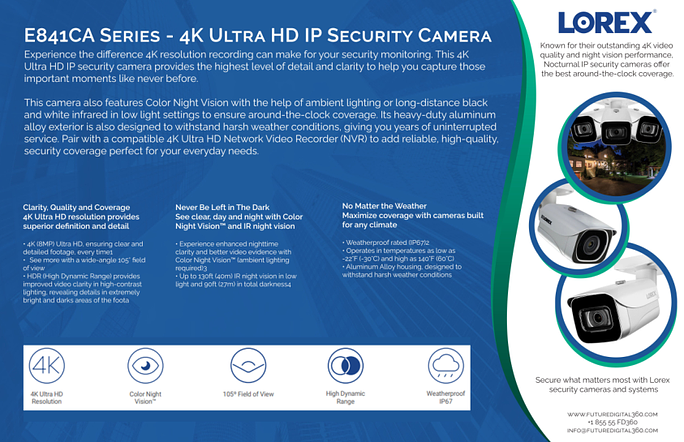 E841CA Series - 4K Ultra HD IP Security Camera
Experience the difference 4K resolution recording can make for your security monitoring. This 4K
Ultra HD IP security camera provides the highest level of detail and clarity to help you capture those
important moments like never before.
This camera also features Color Night Vision with the help of ambient lighting or long-distance black
and white infrared in low light settings to ensure around-the-clock coverage. Its heavy-duty aluminum
alloy exterior is also designed to withstand harsh weather conditions, giving you years of uninterrupted
service. Pair with a compatible 4K Ultra HD Network Video Recorder (NVR) to add reliable, high-quality,
security coverage perfect for your everyday needs.
Clarity, Quality and Coverage
4K Ultra HD resolution provides
superior definition and detail
• 4K (8MP) Ultra HD, ensuring clear and
detailed footage, every time1
• See more with a wide-angle 105° field
of view
• HDR (High Dynamic Range) provides
improved video clarity in high-contrast
lighting, revealing details in extremely
bright and dark areas of the foota
Never Be Left in The Dark
See clear, day and night with Color
Night Vision™ and IR night vision
• Experience enhanced nighttime
clarity and better video evidence with
Color Night Vision™ (ambient lighting
required)3
• Up to 130ft (40m) IR night vision in low
light and 90ft (27m) in total darkness4
No Matter the Weather
Maximize coverage with cameras built
for any climate
• Weatherproof rated (IP67)2
• Operates in temperatures as low as
-22°F (-30°C) and high as 140°F (60°C)
• Aluminum Alloy housing, designed to
withstand harsh weather conditions
4K
4K Ultra HD
Resolution
Color Night
Vision™
105º Field of View
High Dynamic
Range
Weatherproof
IP67
LOREX®
Known for their outstanding 4K video
quality and night vision performance,
Nocturnal IP security cameras offer
the best around-the-clock coverage.
LOREX
LOREX
Secure what matters most with Lorex
security cameras and systems
www.futuredigital360.com
+1 855 55 FD360
info@futuredigital360.com